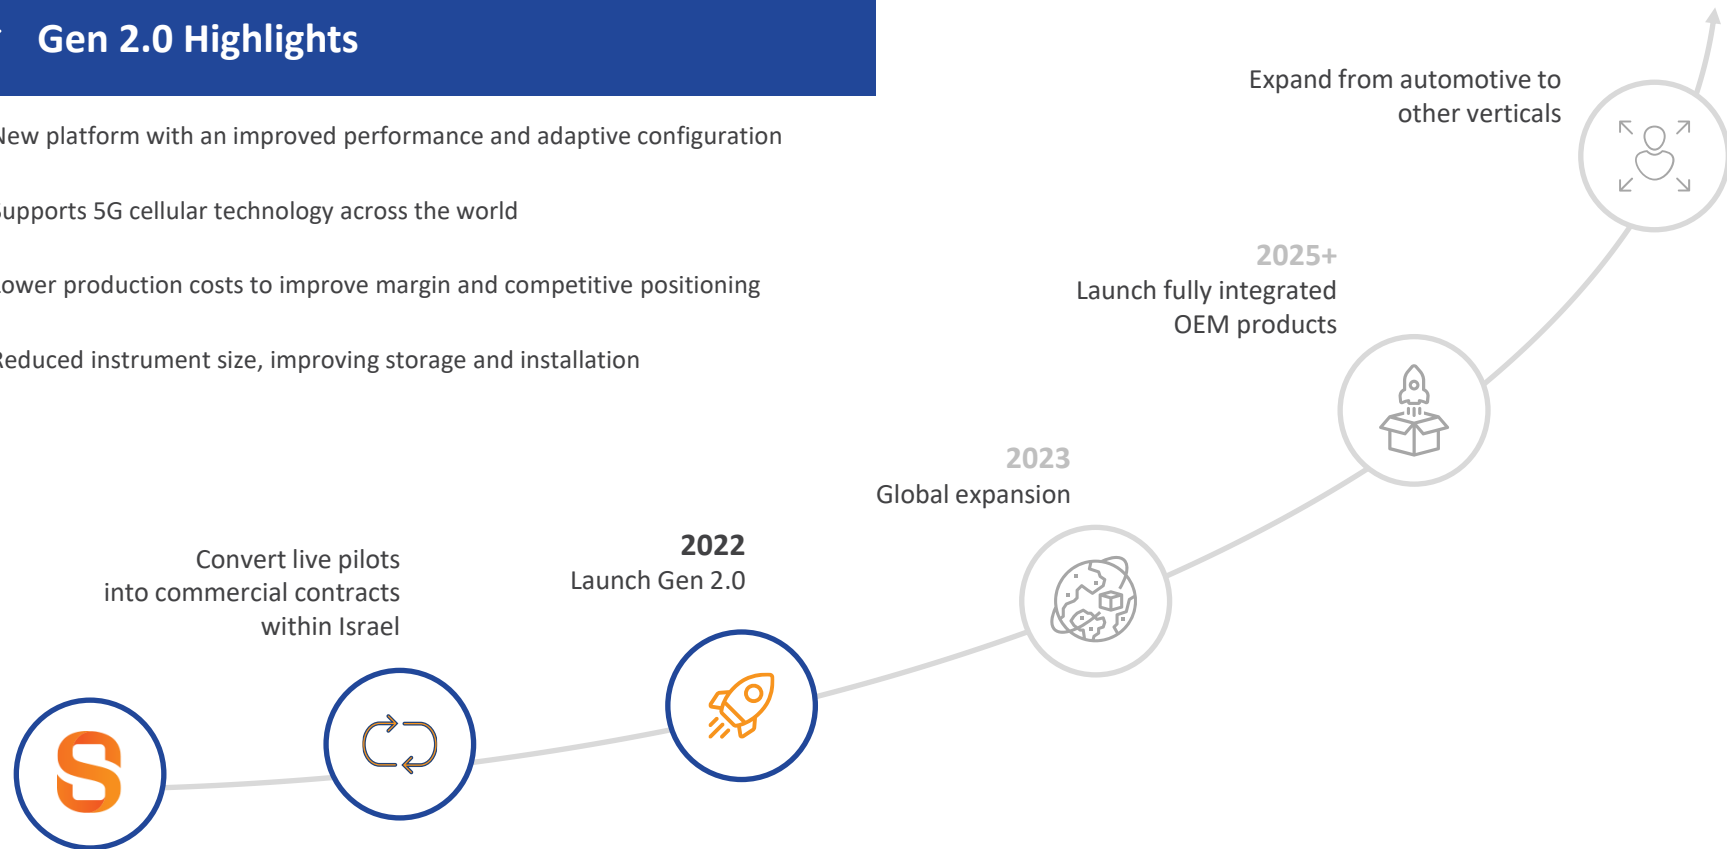 Gen 2.0 Highlights
New platform with an improved performance and adaptive configuration
Supports 5G cellular technology across the world
Lower production costs to improve margin and competitive positioning
Reduced instrument size, improving storage and installation
Expand from automotive to
other verticals
2025+
Launch fully integrated
OEM products
2023
Global expansion
2022
Launch Gen 2.0
Convert live pilots
into commercial contracts
within Israel
S